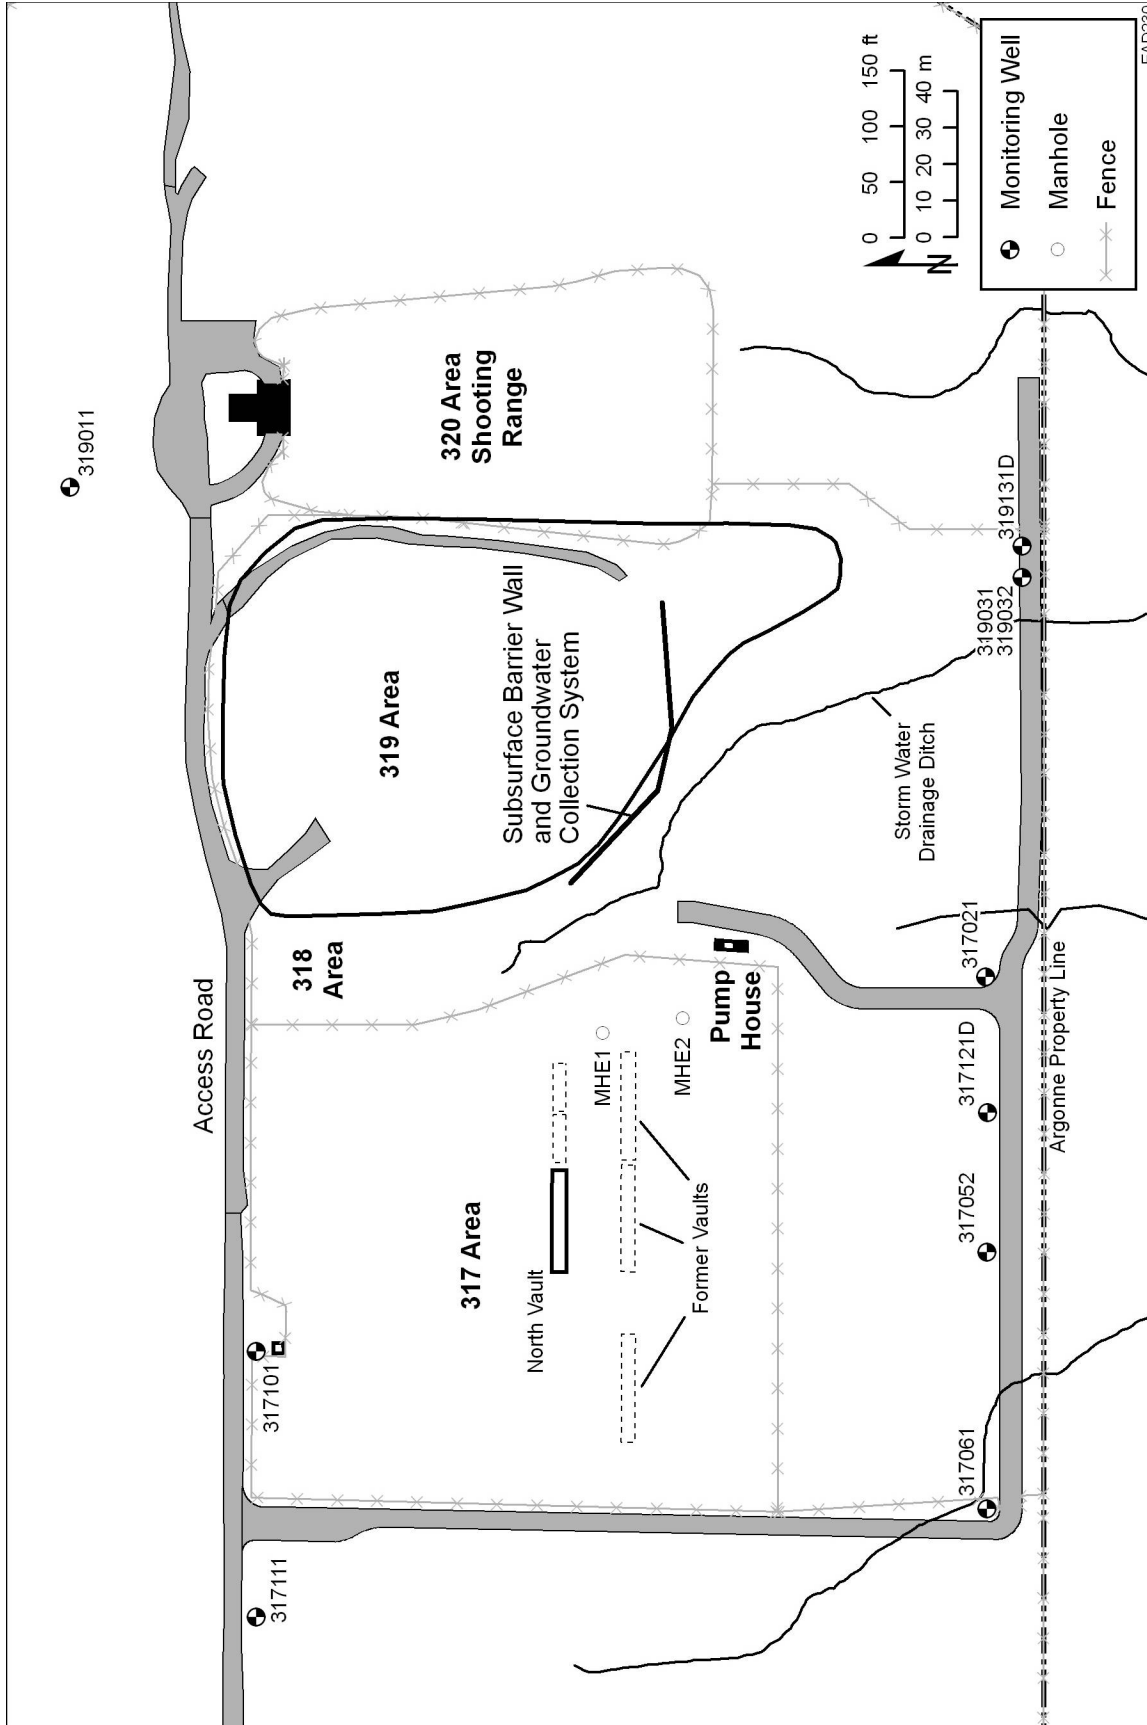 Access Road
319011
318
Area
319 Area
320 Area
Shooting
Range
317111
317101
317 Area
North Vault
MHE1
MHE2
Former Vaults
Subsurface Barrier Wall
and Groundwater
Collection System
Pump
House
Storm Water
Drainage Ditch
317061
317052
317121D
317021
319031
319032
319131D
Argonne Property Line
N
0 50 100 150 ft
0 10 20 30 40 m
Monitoring Well
Manhole
Fence